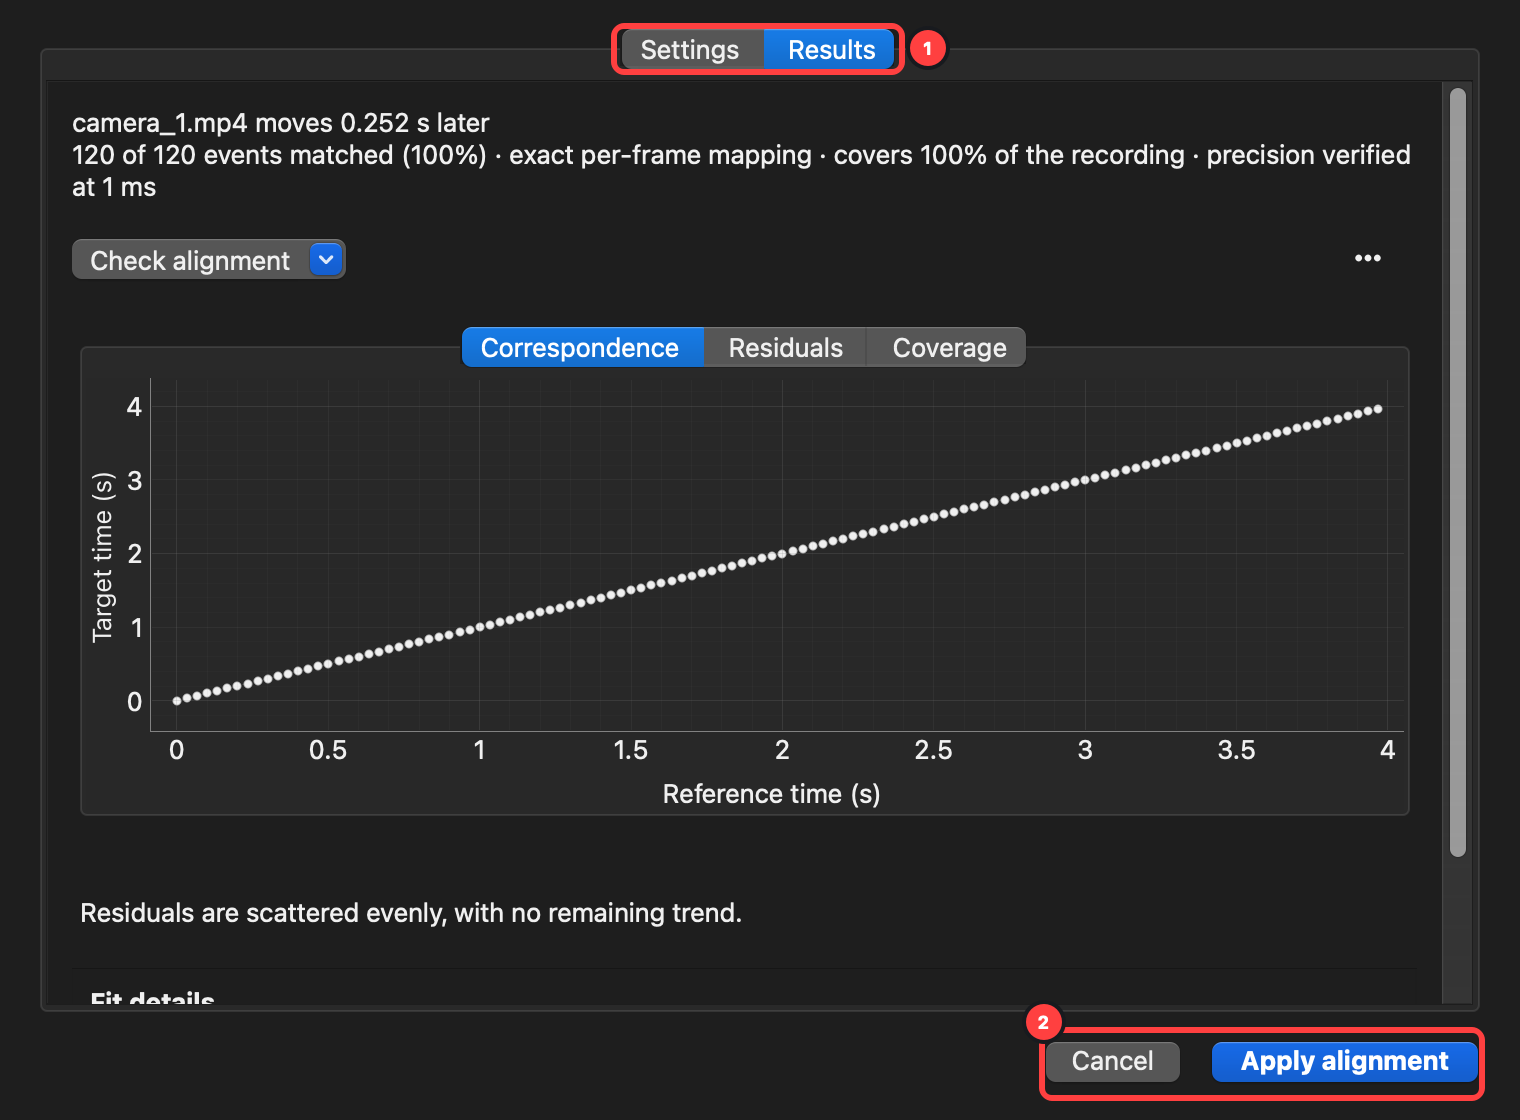 Settings Results 1
camera_1.mp4 moves 0.252 s later
120 of 120 events matched (100%) · exact per-frame mapping · covers 100% of the recording · precision verified
at 1 ms
Check alignment
Correspondence Residuals Coverage
4
3
2
1
0
Target time (s)
0 0.5 1 1.5 2 2.5 3 3.5 4
Reference time (s)
Residuals are scattered evenly, with no remaining trend.
Fit details
2
Cancel Apply alignment